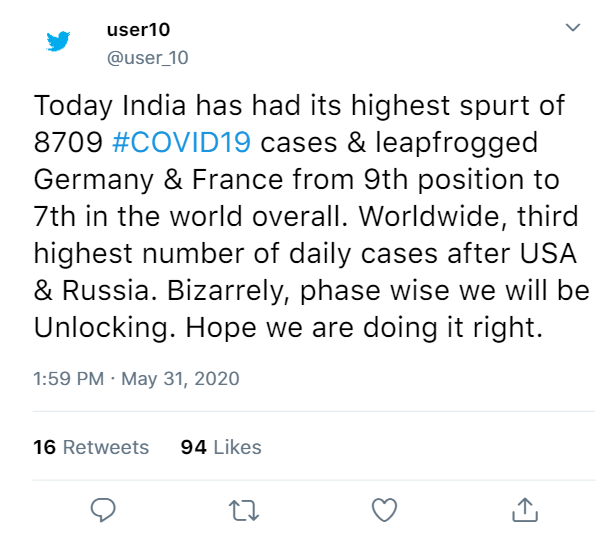 user10
@user_10
Today India has had its highest spurt of
8709 #COVID19 cases & leapfrogged
Germany & France from 9th position to
7th in the world overall. Worldwide, third
highest number of daily cases after USA
& Russia. Bizarrely, phase wise we will be
Unlocking. Hope we are doing it right.
1:59 PM · May 31, 2020
16 Retweets 94 Likes